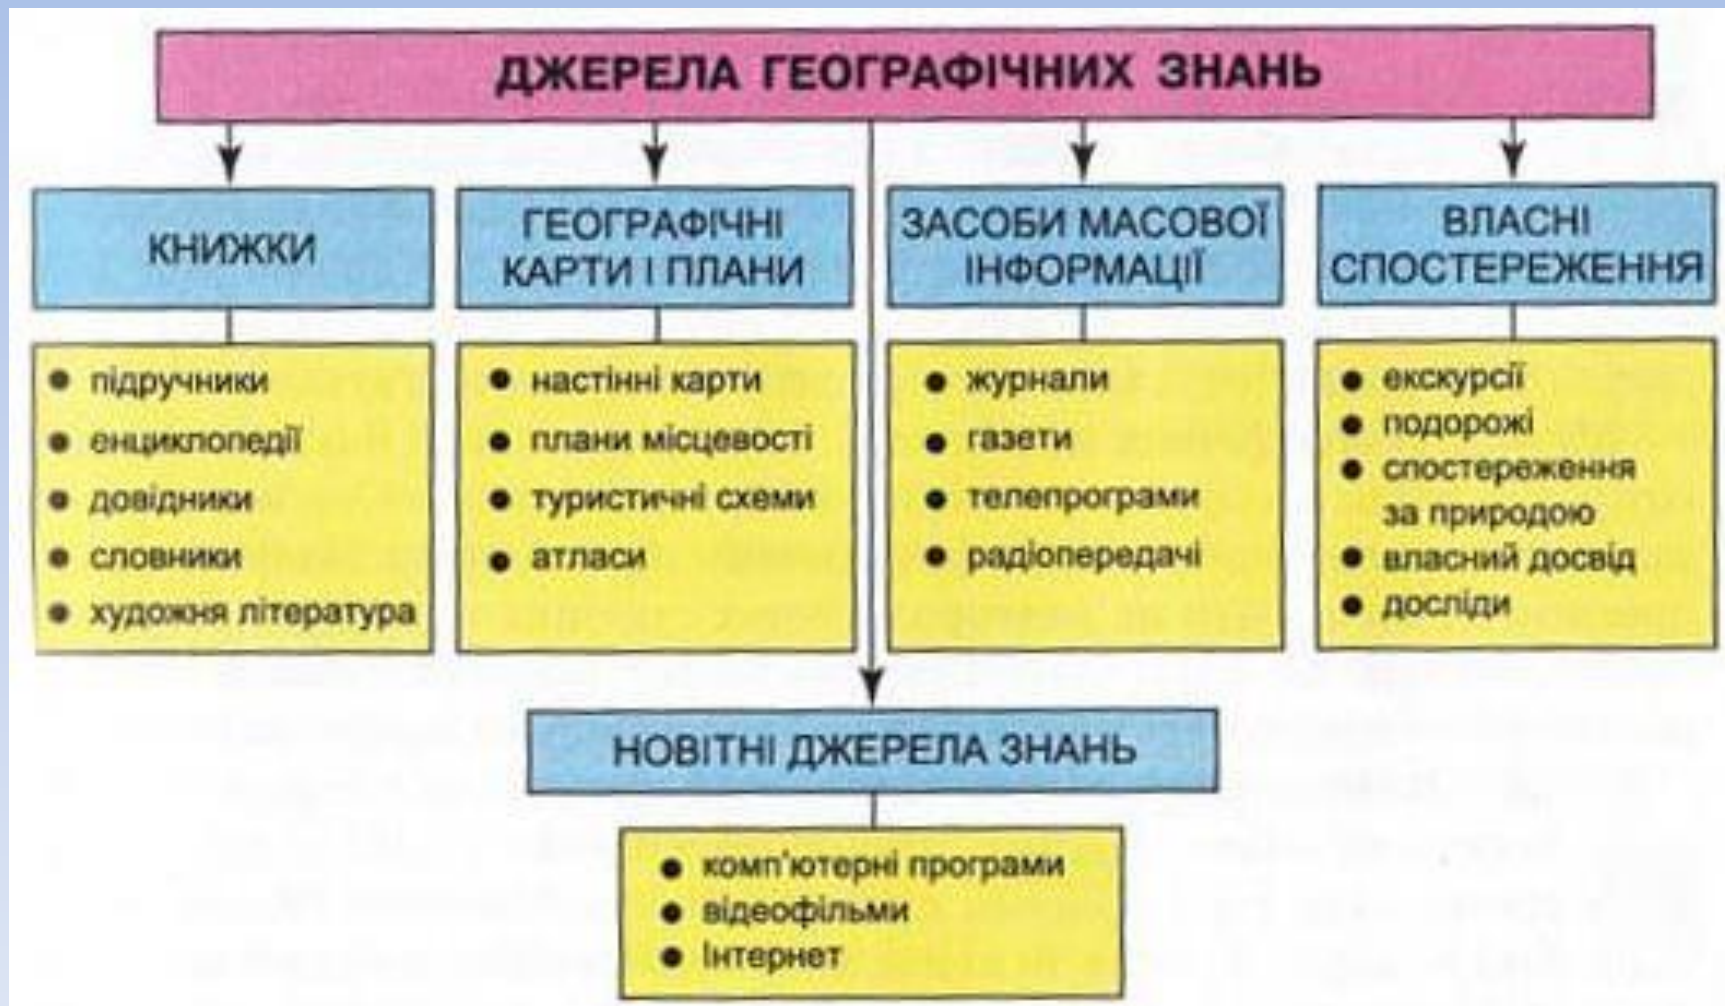 ДЖЕРЕЛА ГЕОГРАФІЧНИХ ЗНАНЬ
КНИЖКИ
● підручники
● енциклопедії
● довідники
● словники
● художня література
ГЕОГРАФІЧНІ
КАРТИ І ПЛАНИ
● настінні карти
● плани місцевості
● туристичні схеми
● атласи
ЗАСОБИ МАСОВОЇ
ІНФОРМАЦІЇ
● журнали
● газети
● телепрограми
● радіопередачі
ВЛАСНІ
СПОСТЕРЕЖЕННЯ
● екскурсії
● подорожі
● спостереження
за природою
● власний досвід
● досліди
НОВІТНІ ДЖЕРЕЛА ЗНАНЬ
● комп'ютерні програми
● відеофільми
● Інтернет